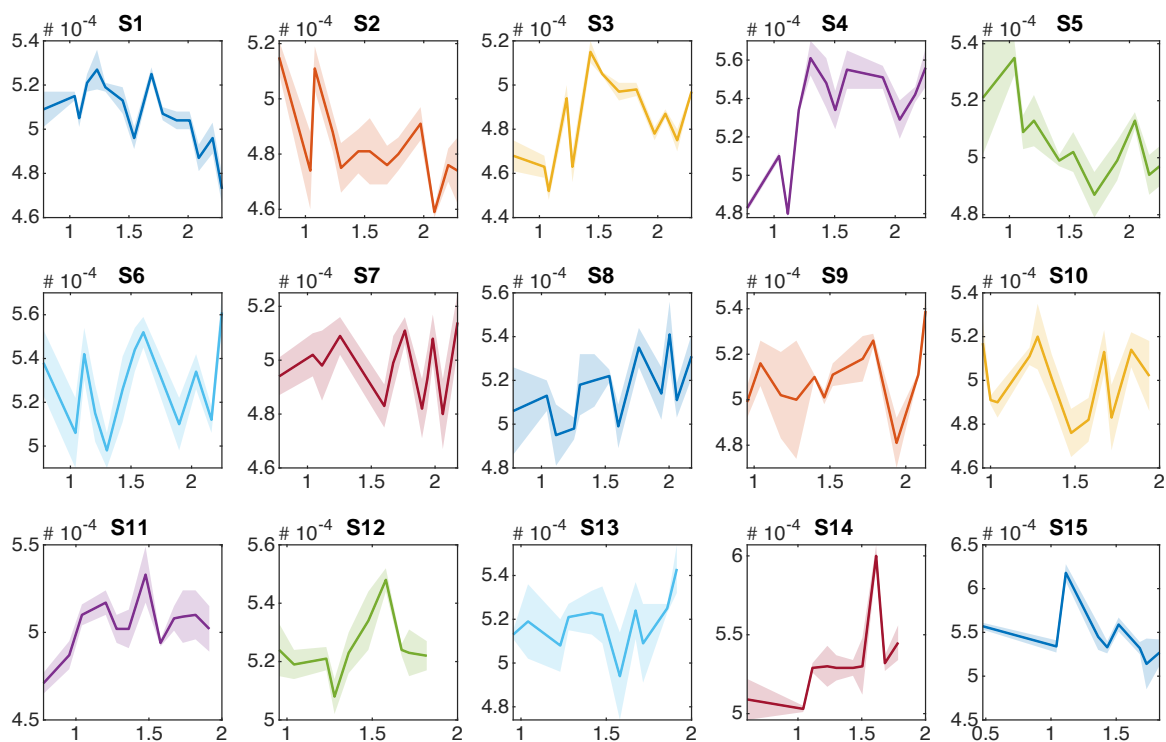 # 10^-4 S1 # 10^-4 S2 # 10^-4 S3 # 10^-4 S4 # 10^-4 S5
5.4 5.2 5.2 5.6 5.4
5.2 5 5 5.4 5.2
5 4.8 4.8 5.2 5
4.8 4.6 4.6 5 4.8
4.6 4.4 4.8
1 1.5 2 1 1.5 2 1 1.5 2 1 1.5 2 1 1.5 2
# 10^-4 S6 # 10^-4 S7 # 10^-4 S8 # 10^-4 S9 # 10^-4 S10
5.6 5.2 5.6 5.2 5.4
5.4 5 5.4 5 5.2
5.2 4.8 5.2 4.8 5
5 4.6 5 4.8
4.8 4.6
1 1.5 2 1 1.5 2 1 1.5 2 1 1.5 2 1 1.5 2
# 10^-4 S11 # 10^-4 S12 # 10^-4 S13 # 10^-4 S14 # 10^-4 S15
5.5 5.6 5.4 6 6.5
5 5.4 5.2 5.5 6
4.5 5.2 5 5 5.5
5 4.8 5
4.5
1 1.5 2 1 1.5 2 1 1.5 2 1 1.5 2 0.5 1 1.5